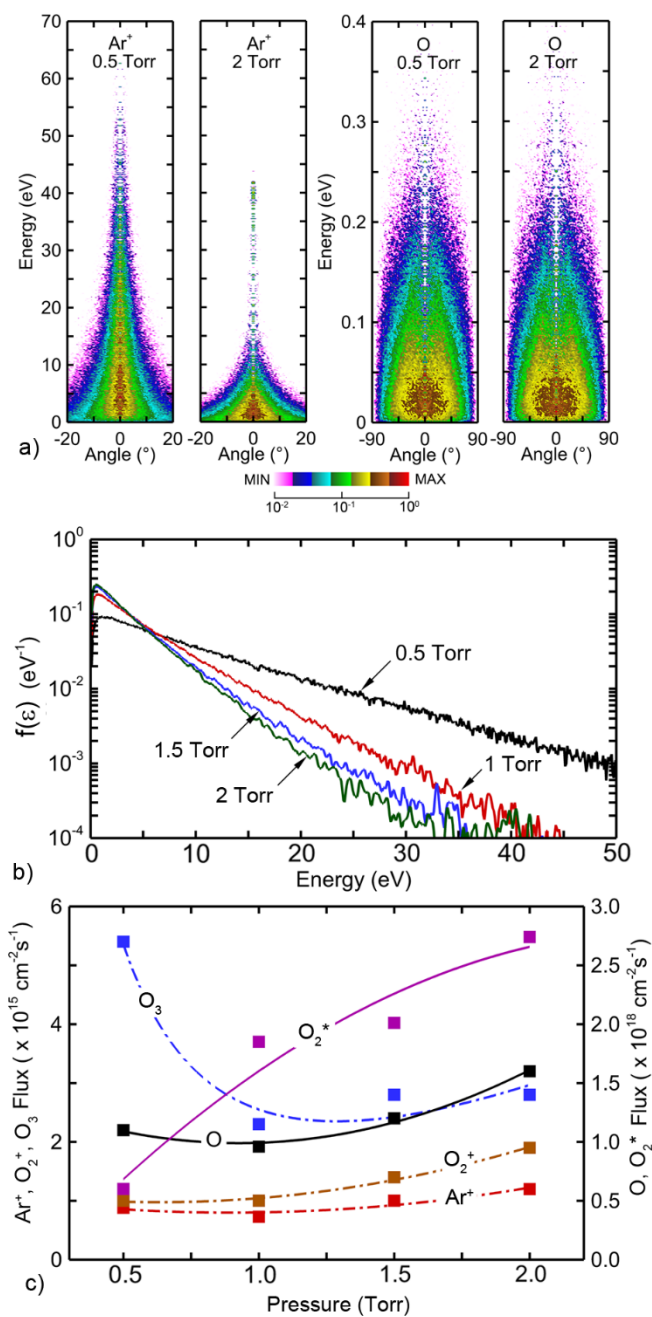 Ar⁺
0.5 Torr
Ar⁺
2 Torr
O
0.5 Torr
O
2 Torr
Energy (eV)
70
60
50
40
30
20
10
0
-20 0 20
-20 0 20
Angle (°)
Angle (°)
Energy (eV)
0.4
0.3
0.2
0.1
0
-90 0 90
-90 0 90
Angle (°)
Angle (°)
a)
MIN MAX
10⁻² 10⁻¹ 10⁰
f(ε) (eV⁻¹)
10⁰
10⁻¹
10⁻²
10⁻³
10⁻⁴
0.5 Torr
1.5 Torr
2 Torr
1 Torr
0 10 20 30 40 50
Energy (eV)
b)
Ar⁺, O₂⁺, O₃ Flux ( x 10¹⁵ cm⁻²s⁻¹)
6
4
2
0
O₃
O₂*
O
O₂⁺
Ar⁺
3.0
2.5
2.0
1.5
1.0
0.5
0.0
O, O₂* Flux ( x 10¹⁸ cm⁻²s⁻¹)
0.5 1.0 1.5 2.0
Pressure (Torr)
c)